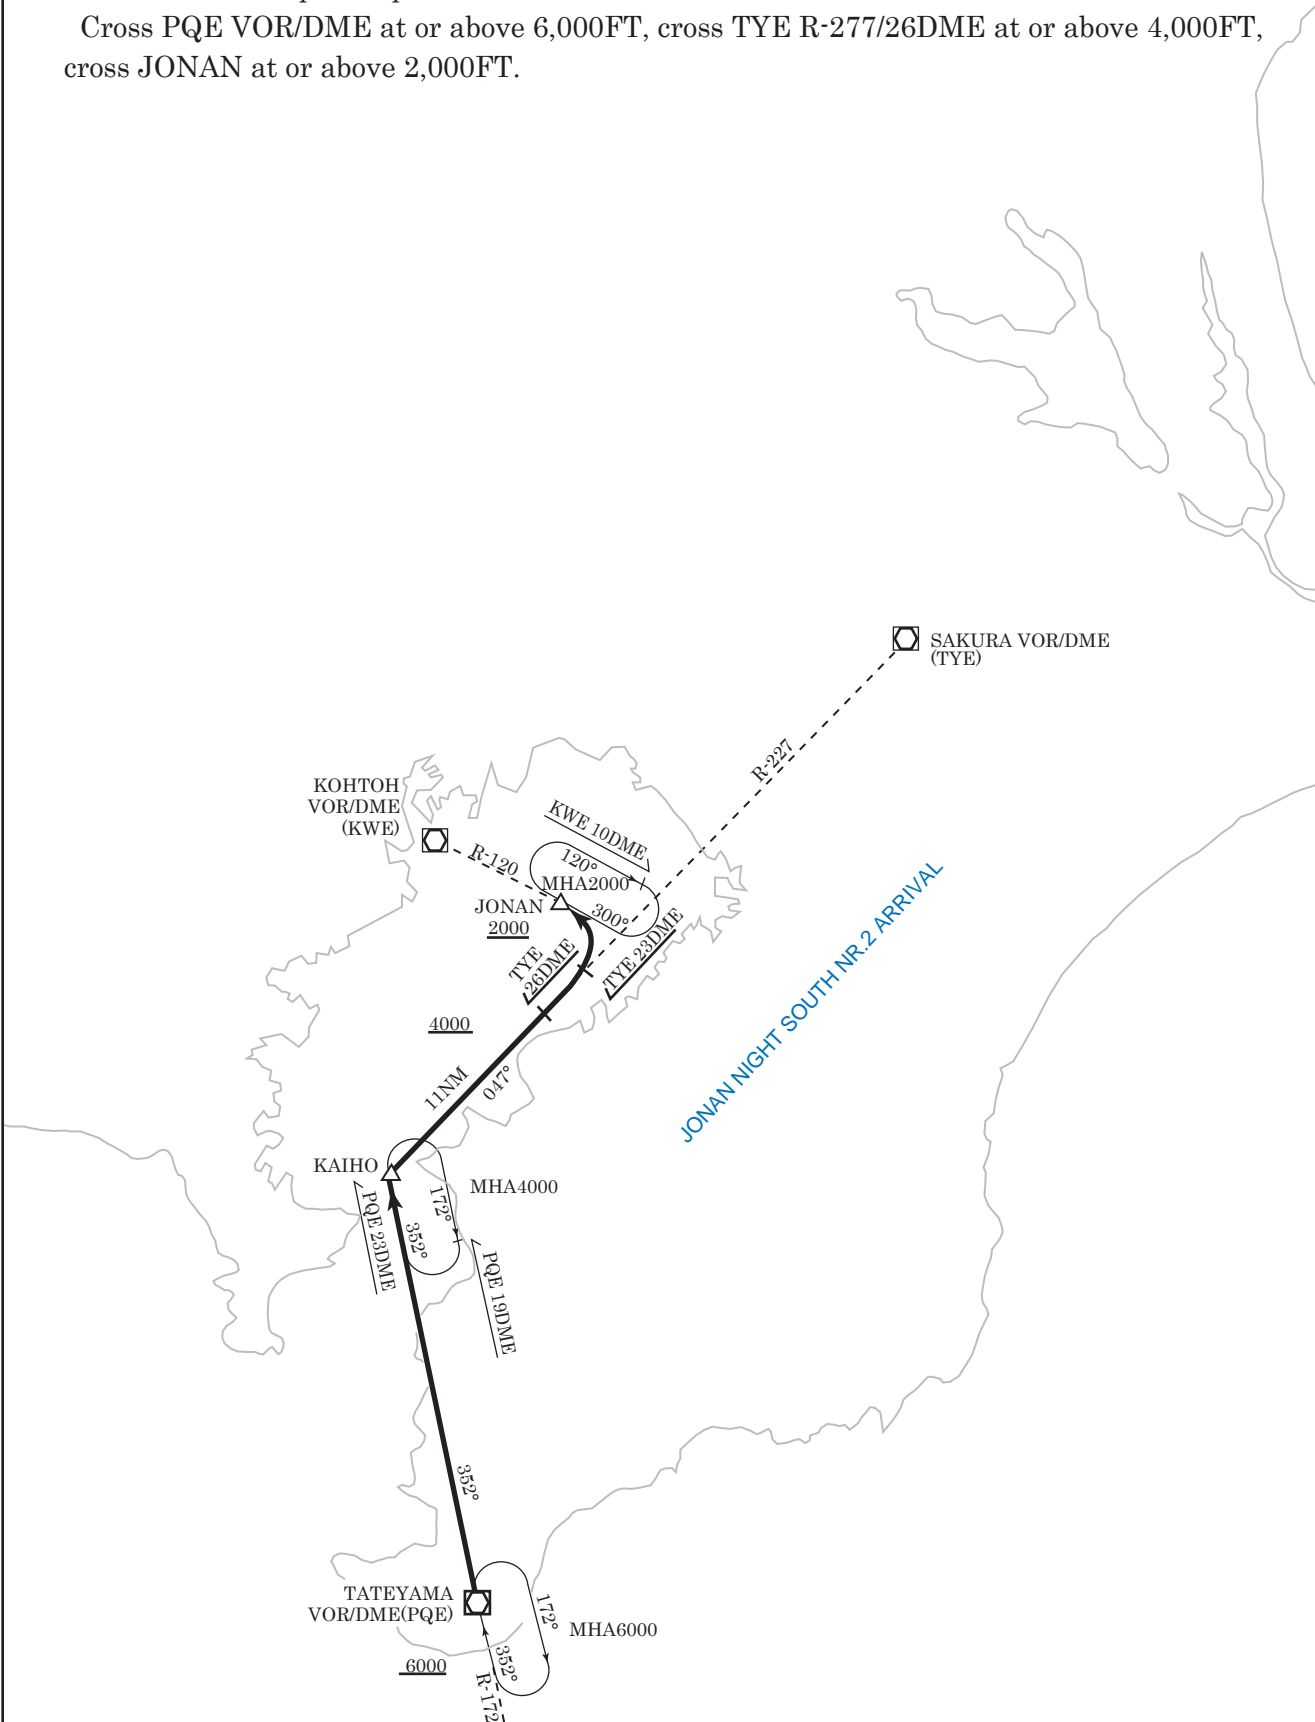 Cross PQE VOR/DME at or above 6,000FT, cross TYE R-277/26DME at or above 4,000FT,
cross JONAN at or above 2,000FT.
SAKURA VOR/DME
(TYE)
R-227
KOHTOH
VOR/DME
(KWE)
R-120
KWE 10DME
120°
MHA2000
300°
JONAN
2000
TYE
26DME
TYE 23DME
4000
11NM
047°
JONAN NIGHT SOUTH NR.2 ARRIVAL
KAIHO
MHA4000
172°
352°
PQE 23DME
PQE 19DME
352°
TATEYAMA
VOR/DME(PQE)
172°
MHA6000
352°
6000
R-172